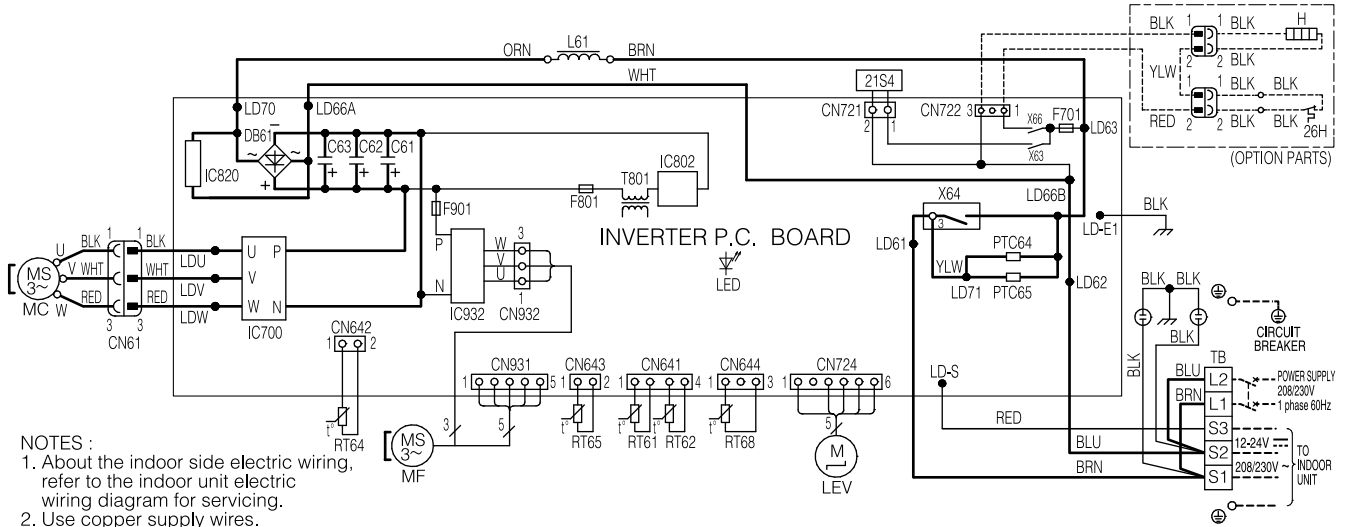 ORN
L61
BRN
WHT
BLK
1
1
BLK
H
2
2
BLK
YLW
1
1
BLK
BLK
RED
2
2
BLK
BLK
26H
(OPTION PARTS)
LD70
LD66A
21S4
CN721
2
1
CN722
3
1
X66
F701
LD63
X63
DB61
−
~
~
+
C63
C62
C61
+
+
+
IC820
F901
F801
T801
IC802
INVERTER P.C. BOARD
LED
X64
3
LD66B
LD61
YLW
LD71
PTC64
PTC65
LD62
LD-E1
BLK
MS
3~
MC
U
BLK
V
WHT
W
RED
1
1
3
3
CN61
BLK
WHT
RED
LDU
LDV
LDW
U
P
V
W
N
IC700
P
N
IC932
W
V
U
3
1
CN932
CN642
1
2
t°
RT64
3
MS
3~
MF
CN931
1
5
5
CN643
1
2
t°
RT65
CN641
1
4
t°
RT61
t°
RT62
CN644
1
3
t°
RT68
CN724
1
6
5
M
LEV
LD-S
RED
BLU
BRN
BLK
BLK
BLK
BLK
BLU
BRN
TB
L2
L1
S3
S2
S1
CIRCUIT
BREAKER
POWER SUPPLY
208/230V
1 phase 60Hz
12-24V
208/230V ~
TO
INDOOR
UNIT
NOTES :
1. About the indoor side electric wiring,
refer to the indoor unit electric
wiring diagram for servicing.
2. Use copper supply wires.